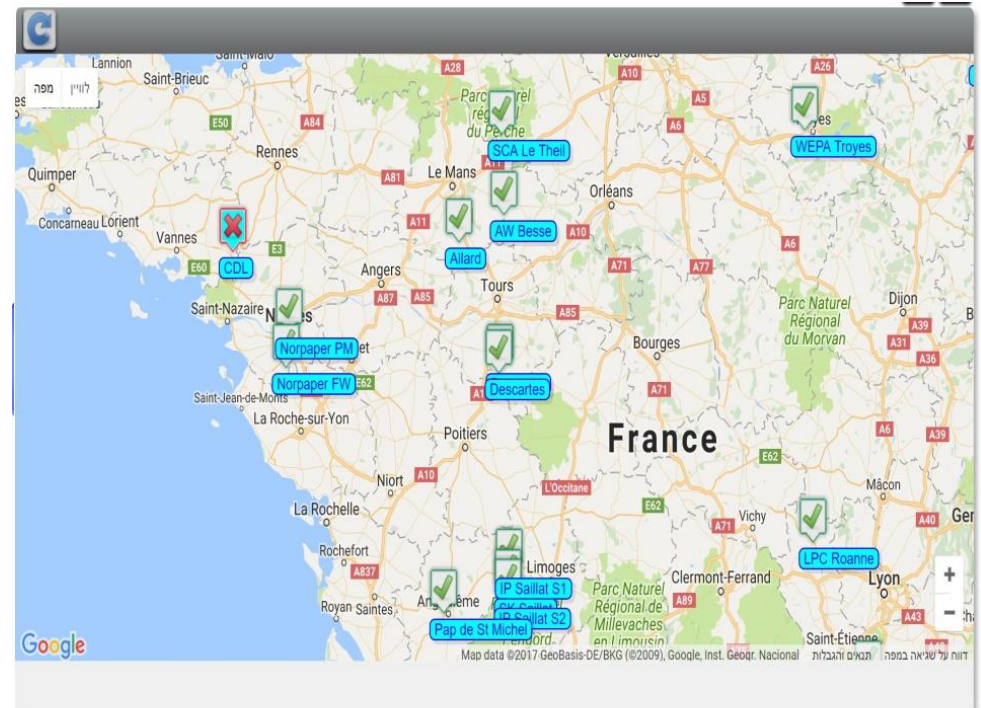 Lannion
Saint-Malo
Saint-Brieuc
A28
Versailles
A10
A26
מפה
לוויין
A5
E50
A84
du Perche
A6
SCA Le Theil
WEPA Troyes
Rennes
Quimper
A81
Le Mans
A11
Orléans
Concarneau
Lorient
Vannes
A11
AW Besse
A10
A6
E3
E60
CDL
Allard
A71
A77
Angers
Tours
A87
A85
Parc Naturel
Régional
du Morvan
Dijon
Saint-Nazaire
A85
A39
A31
A36
Norpaper PM
Bourges
Norpaper FW
E62
Descartes
A71
Saint-Jean-de-Monts
La Roche-sur-Yon
Poitiers
France
A6
A39
E62
Niort
A10
L'Occitane
Mâcon
La Rochelle
E62
A71
Vichy
A40
Rochefort
LPC Roanne
A837
Limoges
Clermont-Ferrand
Lyon
+
IP Saillat S1
Parc Naturel
Régional de
Millevaches
en Limousin
A89
Royan
Saintes
SK Saillat
IP Saillat S2
A43
−
Pap de St Michel
Saint-Étienne
Google
Map data ©2017 GeoBasis-DE/BKG (©2009), Google, Inst. Geogr. Nacional
תנאים והגבלות
דווח על שגיאה במפה